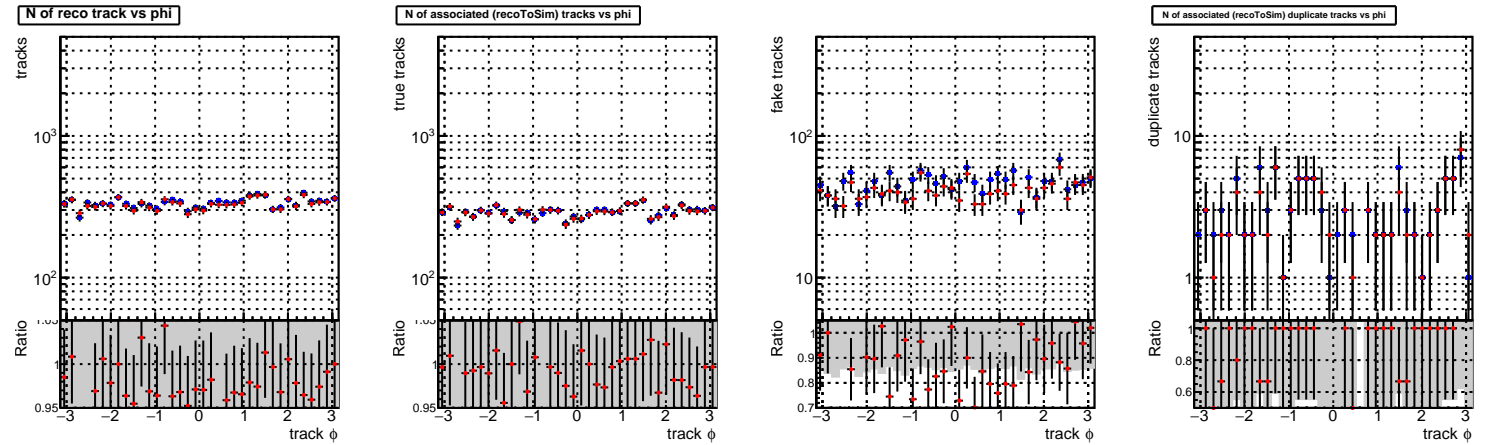 N of reco track vs phi
tracks
10³
10²
Ratio
1.05
1
0.95
−3 −2 −1 0 1 2 3
track ϕ
N of associated (recoToSim) tracks vs phi
true tracks
10³
10²
Ratio
1.05
1
0.95
−3 −2 −1 0 1 2 3
track ϕ
fake tracks
10²
10
Ratio
1
0.9
0.8
0.7
−3 −2 −1 0 1 2 3
track ϕ
N of associated (recoToSim) duplicate tracks vs phi
duplicate tracks
10
1
Ratio
1
0.8
0.6
−3 −2 −1 0 1 2 3
track ϕ